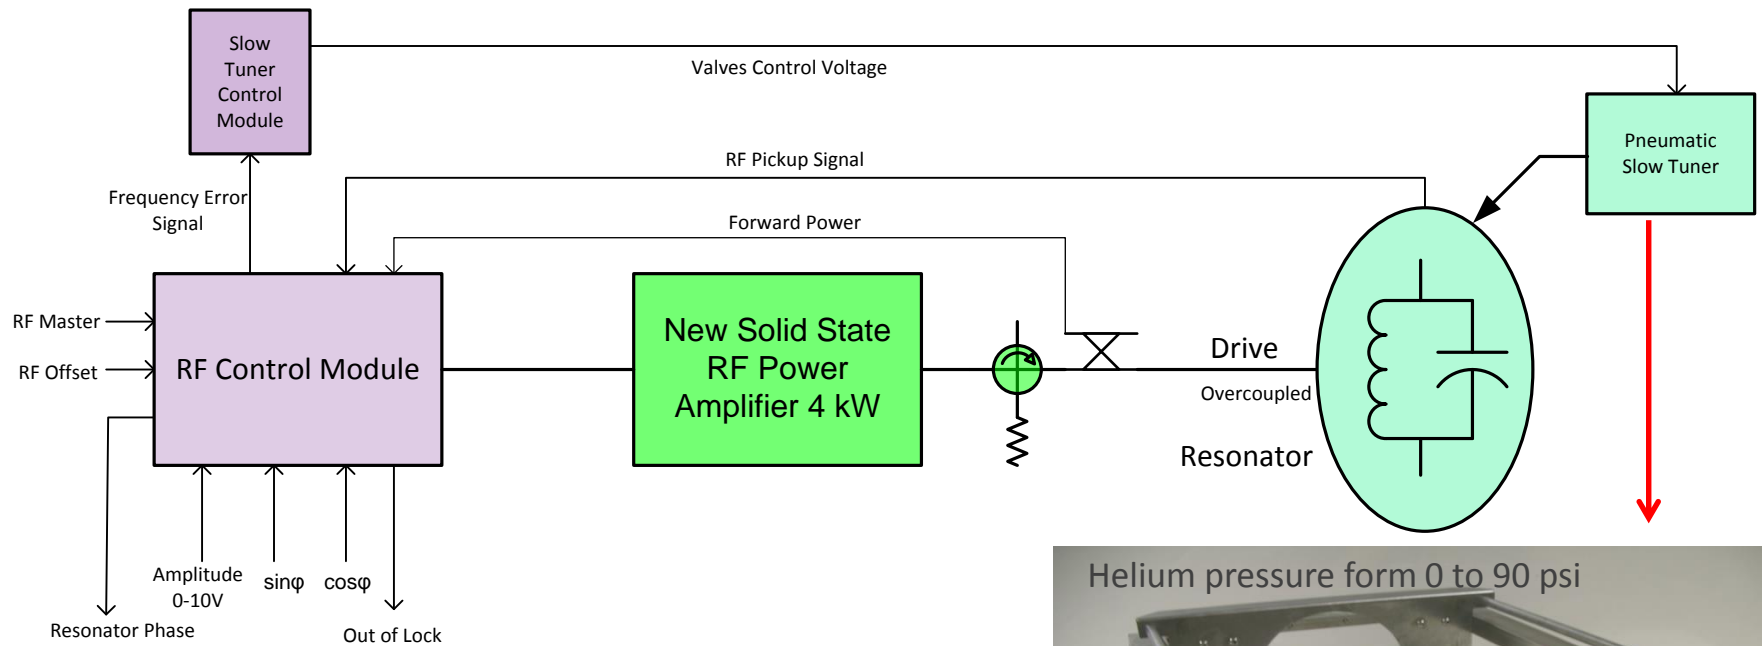 Slow
Tuner
Control
Module
Valves Control Voltage
Pneumatic
Slow Tuner
RF Pickup Signal
Frequency Error
Signal
Forward Power
RF Master
RF Offset
RF Control Module
New Solid State
RF Power
Amplifier 4 kW
Drive
Overcoupled
Resonator
Amplitude
0-10V
sinφ
cosφ
Resonator Phase
Out of Lock
Helium pressure form 0 to 90 psi